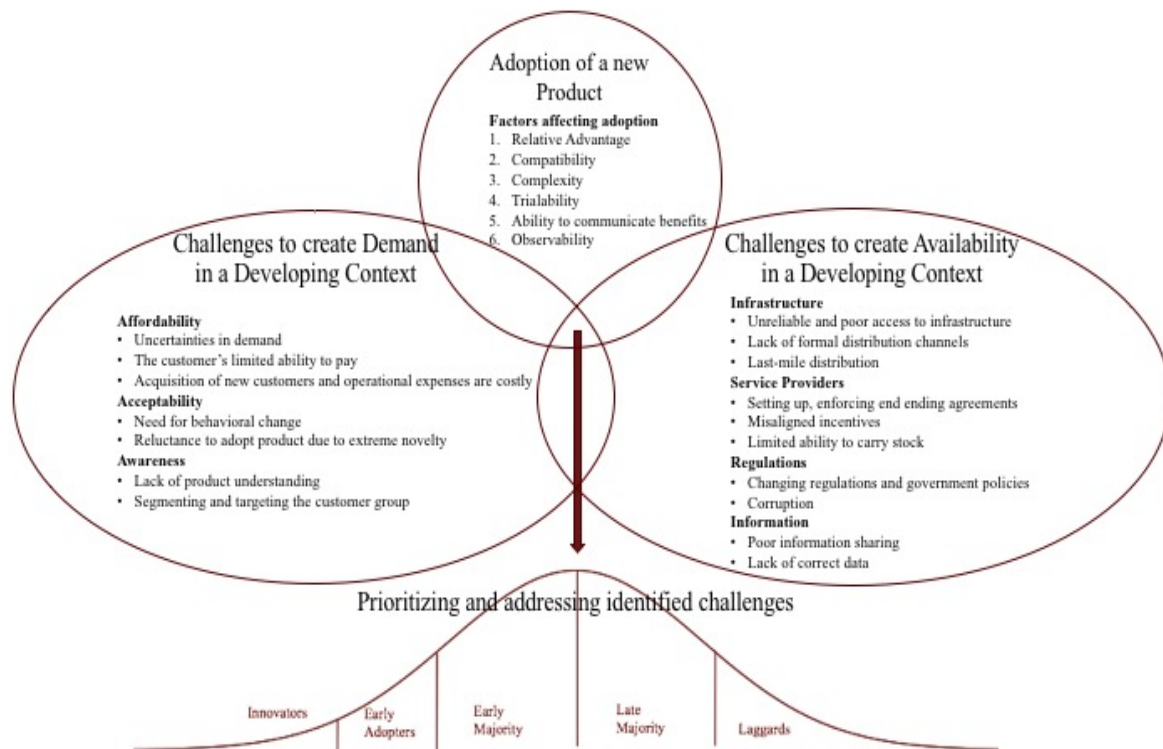 Adoption of a new
Product
Factors affecting adoption
1. Relative Advantage
2. Compatibility
3. Complexity
4. Trialability
5. Ability to communicate benefits
6. Observability
Challenges to create Demand
in a Developing Context
Affordability
• Uncertainties in demand
• The customer's limited ability to pay
• Acquisition of new customers and operational expenses are costly
Acceptability
• Need for behavioral change
• Reluctance to adopt product due to extreme novelty
Awareness
• Lack of product understanding
• Segmenting and targeting the customer group
Challenges to create Availability
in a Developing Context
Infrastructure
• Unreliable and poor access to infrastructure
• Lack of formal distribution channels
• Last-mile distribution
Service Providers
• Setting up, enforcing end ending agreements
• Misaligned incentives
• Limited ability to carry stock
Regulations
• Changing regulations and government policies
• Corruption
Information
• Poor information sharing
• Lack of correct data
Prioritizing and addressing identified challenges
Innovators
Early
Adopters
Early
Majority
Late
Majority
Laggards